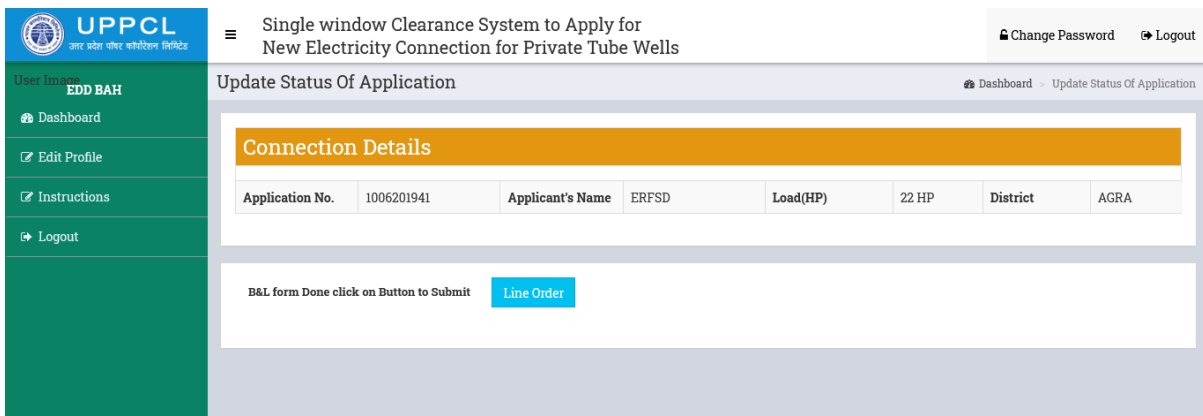 UPPCL
उत्तर प्रदेश पॉवर कॉर्पोरेशन लिमिटेड
Single window Clearance System to Apply for
New Electricity Connection for Private Tube Wells
Change Password
Logout
User Image
EDD BAH
Update Status Of Application
Dashboard > Update Status Of Application
Dashboard
Edit Profile
Instructions
Logout
Connection Details
Application No. 1006201941 Applicant's Name ERFSD Load(HP) 22 HP District AGRA
B&L form Done click on Button to Submit Line Order